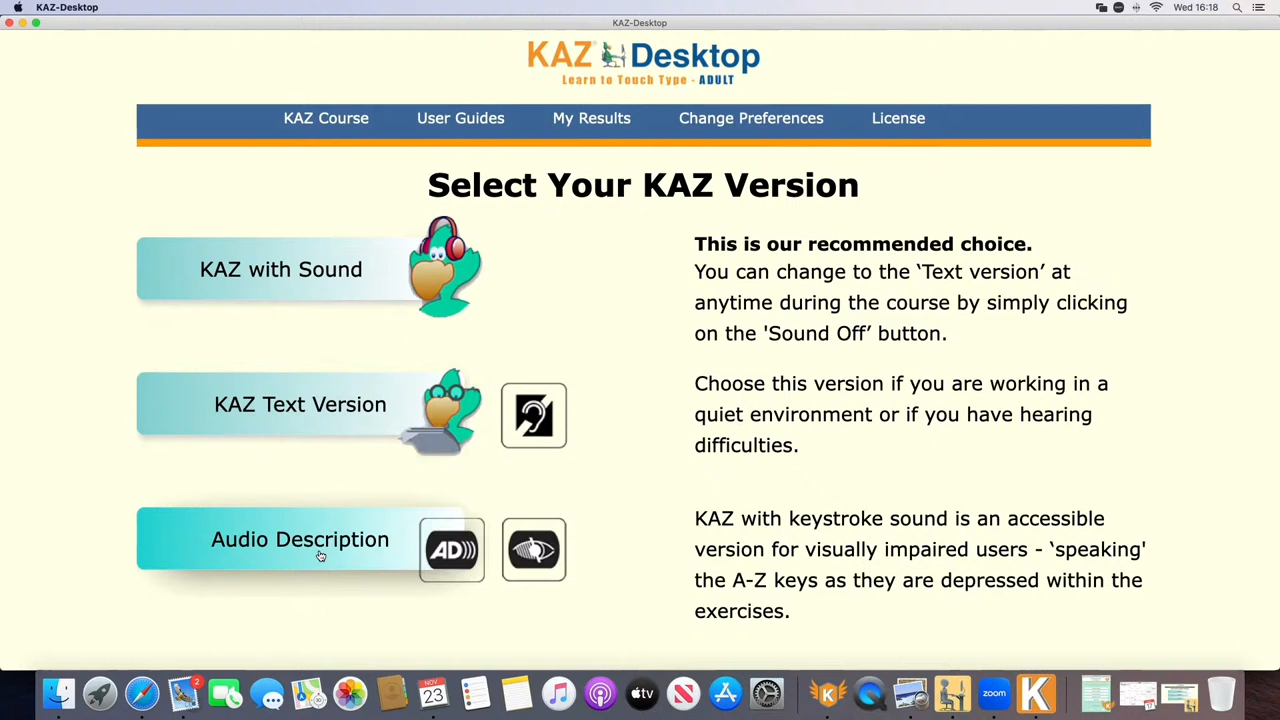 KAZ-Desktop
Wed 16:18
KAZ-Desktop
KAZ Desktop
Learn to Touch Type - ADULT
KAZ Course
User Guides
My Results
Change Preferences
License
Select Your KAZ Version
KAZ with Sound
This is our recommended choice.
You can change to the ‘Text version’ at
anytime during the course by simply clicking
on the 'Sound Off’ button.
KAZ Text Version
Choose this version if you are working in a
quiet environment or if you have hearing
difficulties.
Audio Description
AD
KAZ with keystroke sound is an accessible
version for visually impaired users - ‘speaking'
the A-Z keys as they are depressed within the
exercises.
2
NOV
23
tv
zoom
K